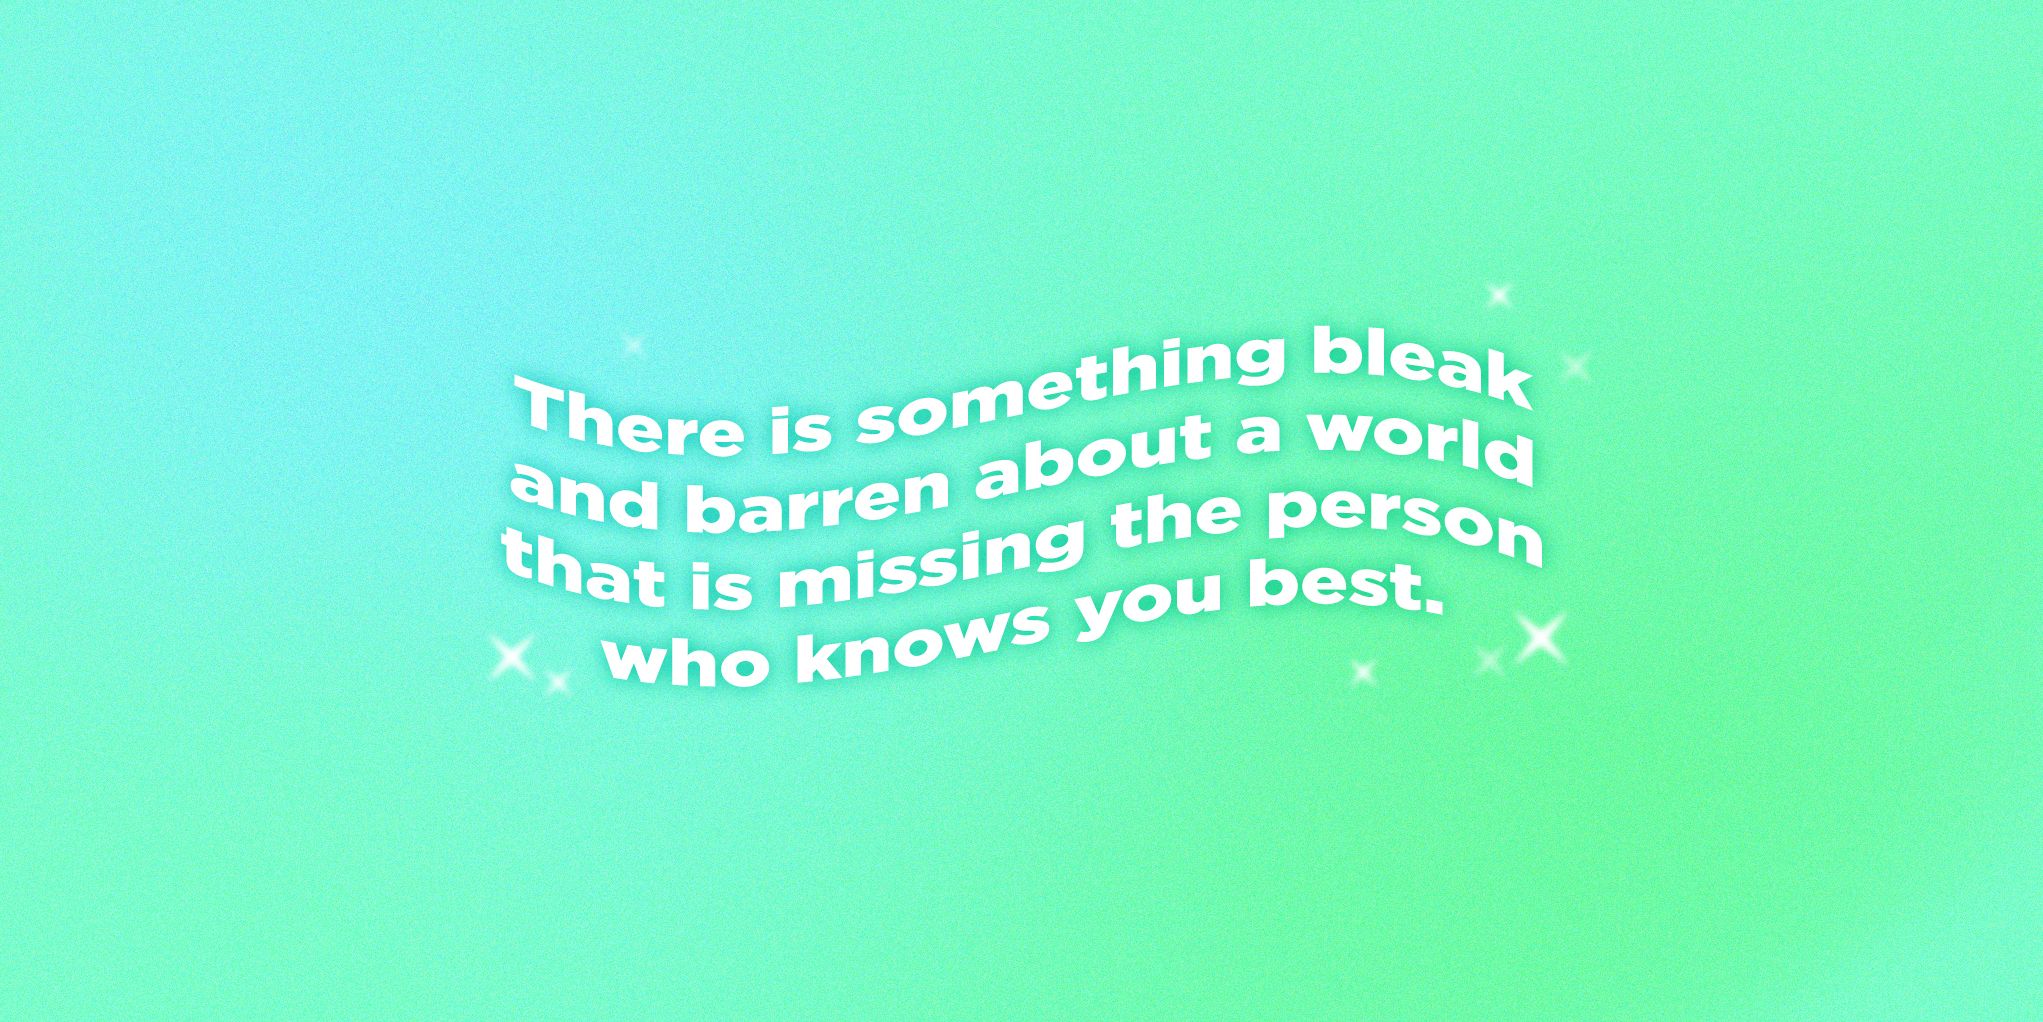 There is something bleak
and barren about a world
that is missing the person
who knows you best.